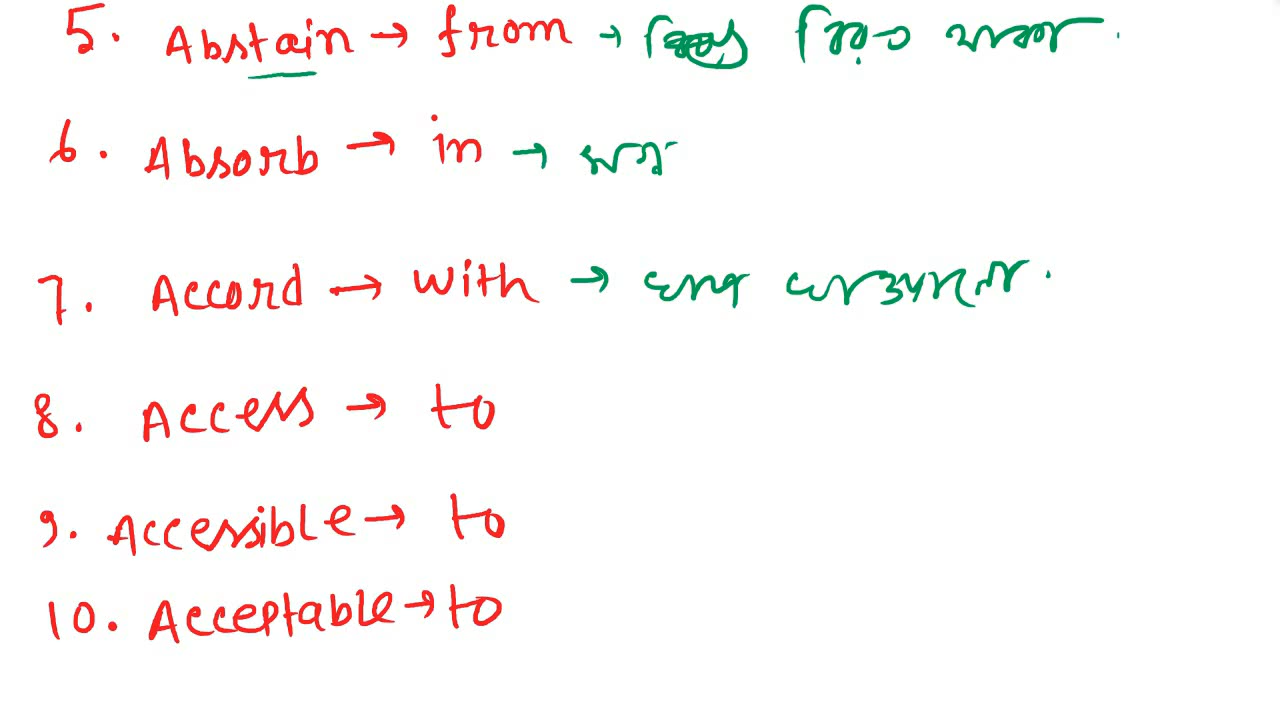 5. Abstain → from → বিরত থাকা.
6. Absorb → in → মগ্ন
7. Accord → with → খাপ খাওয়ানো.
8. Access → to
9. Accessible → to
10. Acceptable → to